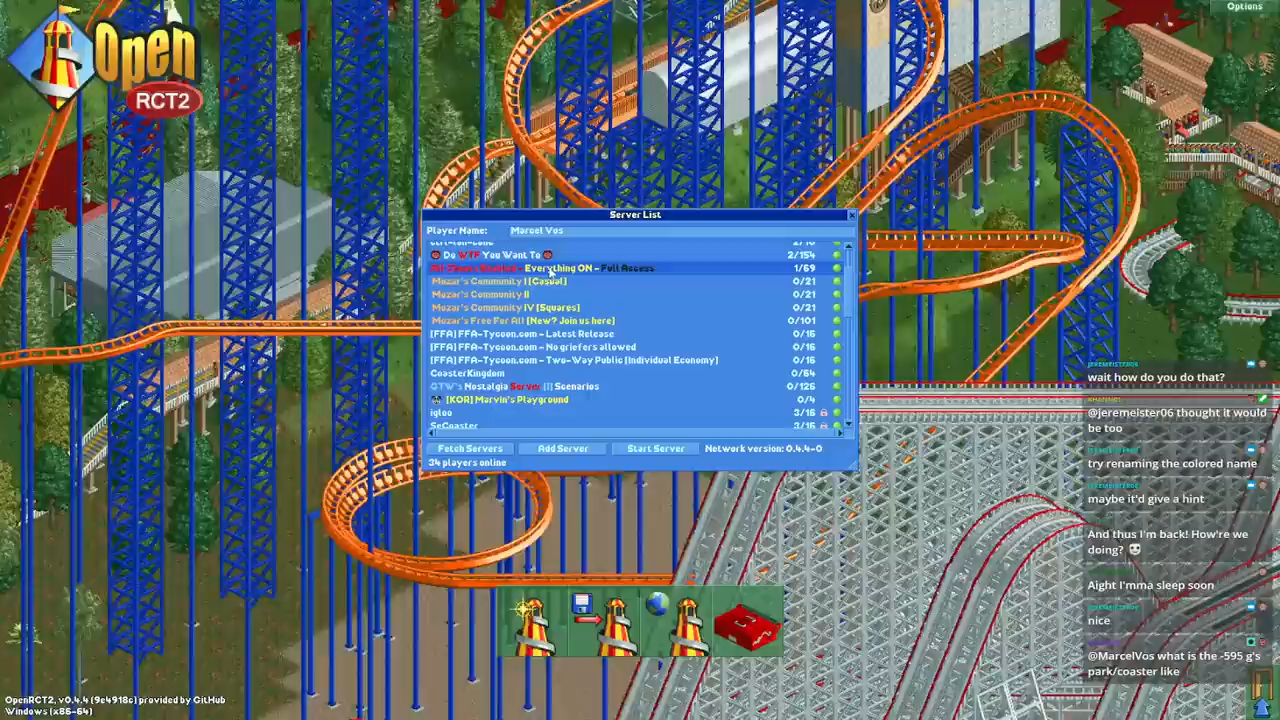 Options
Open
RCT2
Server List
Player Name: Marcel Vos
Do WTF You Want To 2/154
Everything ON - Full Access 1/69
Mozar's Community I [Casual] 0/21
Mozar's Community II 0/21
Mozar's Community IV [Squares] 0/21
Mozar's Free For All [New? Join us here] 0/101
[FFA] FFA-Tycoon.com - Latest Release 0/16
[FFA] FFA-Tycoon.com - No griefers allowed 0/16
[FFA] FFA-Tycoon.com - Two-Way Public [Individual Economy] 0/16
CoasterKingdom 0/64
GTW's Nostalgia Server [|] Scenarios 0/126
[KOR] Marvin's Playground 0/4
igloo 3/16
SeCoaster 3/16
Fetch Servers Add Server Start Server Network version: 0.4.4-0
34 players online
wait how do you do that?
@jeremeister06 thought it would
be too
try renaming the colored name
maybe it'd give a hint
And thus I'm back! How're we
doing?
Aight I'mma sleep soon
nice
@MarcelVos what is the -595 g's
park/coaster like
OpenRCT2, v0.4.4 (9e4918c) provided by GitHub
Windows (x86-64)